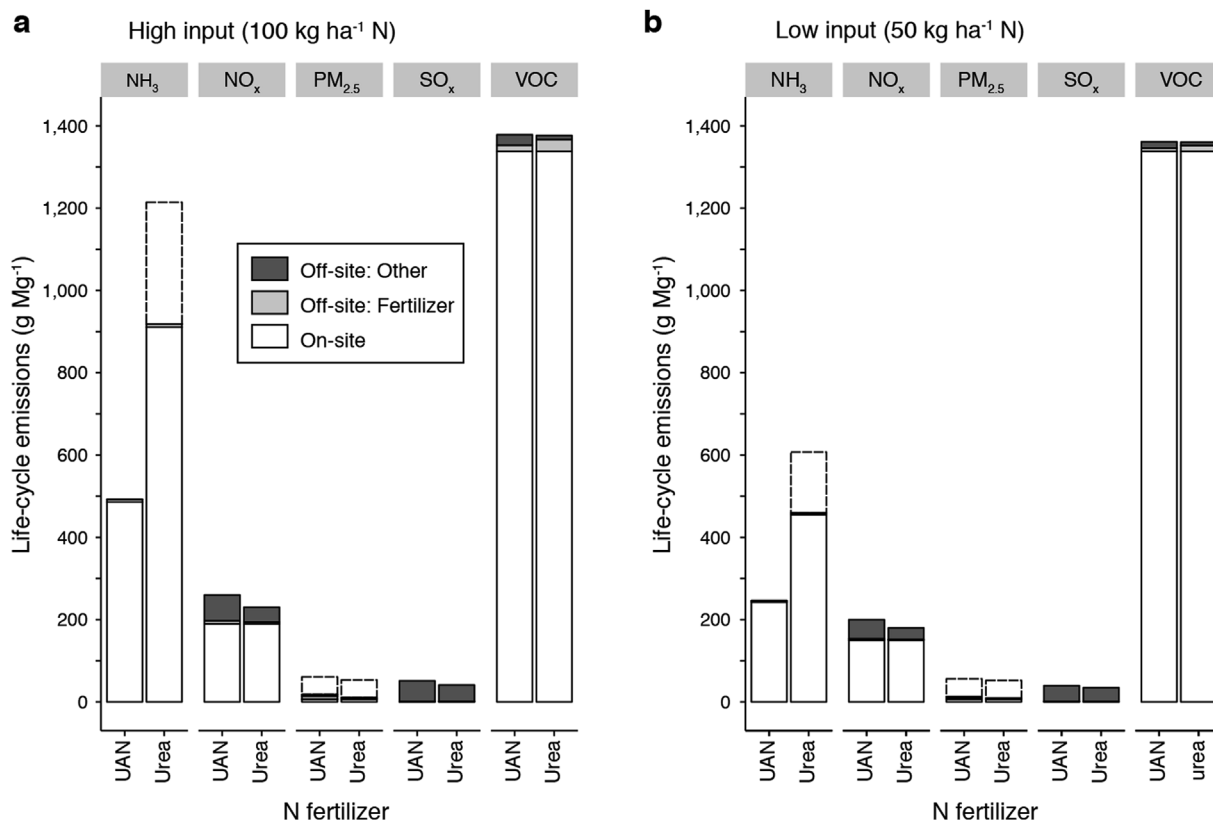 a
High input (100 kg ha⁻¹ N)
NH₃ NOₓ PM₂.₅ SOₓ VOC
Life-cycle emissions (g Mg⁻¹)
1,400
1,200
1,000
800
600
400
200
0
Off-site: Other
Off-site: Fertilizer
On-site
UAN Urea UAN Urea UAN Urea UAN Urea UAN Urea
N fertilizer
b
Low input (50 kg ha⁻¹ N)
NH₃ NOₓ PM₂.₅ SOₓ VOC
Life-cycle emissions (g Mg⁻¹)
1,400
1,200
1,000
800
600
400
200
0
UAN Urea UAN Urea UAN Urea UAN Urea UAN urea
N fertilizer